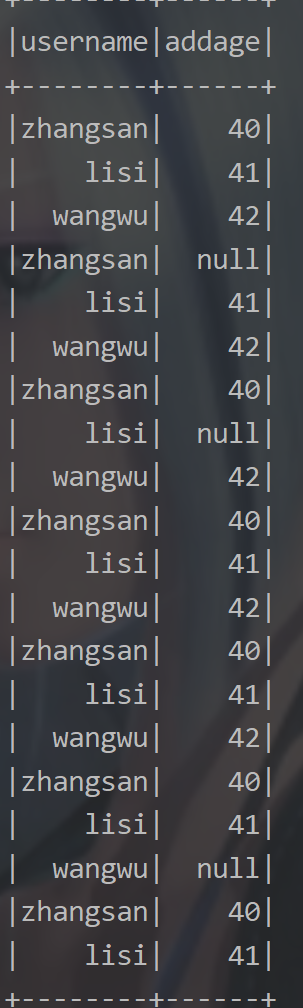 +--------+------+
|username|addage|
+--------+------+
|zhangsan|    40|
|    lisi|    41|
|  wangwu|    42|
|zhangsan|  null|
|    lisi|    41|
|  wangwu|    42|
|zhangsan|    40|
|    lisi|  null|
|  wangwu|    42|
|zhangsan|    40|
|    lisi|    41|
|  wangwu|    42|
|zhangsan|    40|
|    lisi|    41|
|  wangwu|    42|
|zhangsan|    40|
|    lisi|    41|
|  wangwu|  null|
|zhangsan|    40|
|    lisi|    41|
+--------+------+